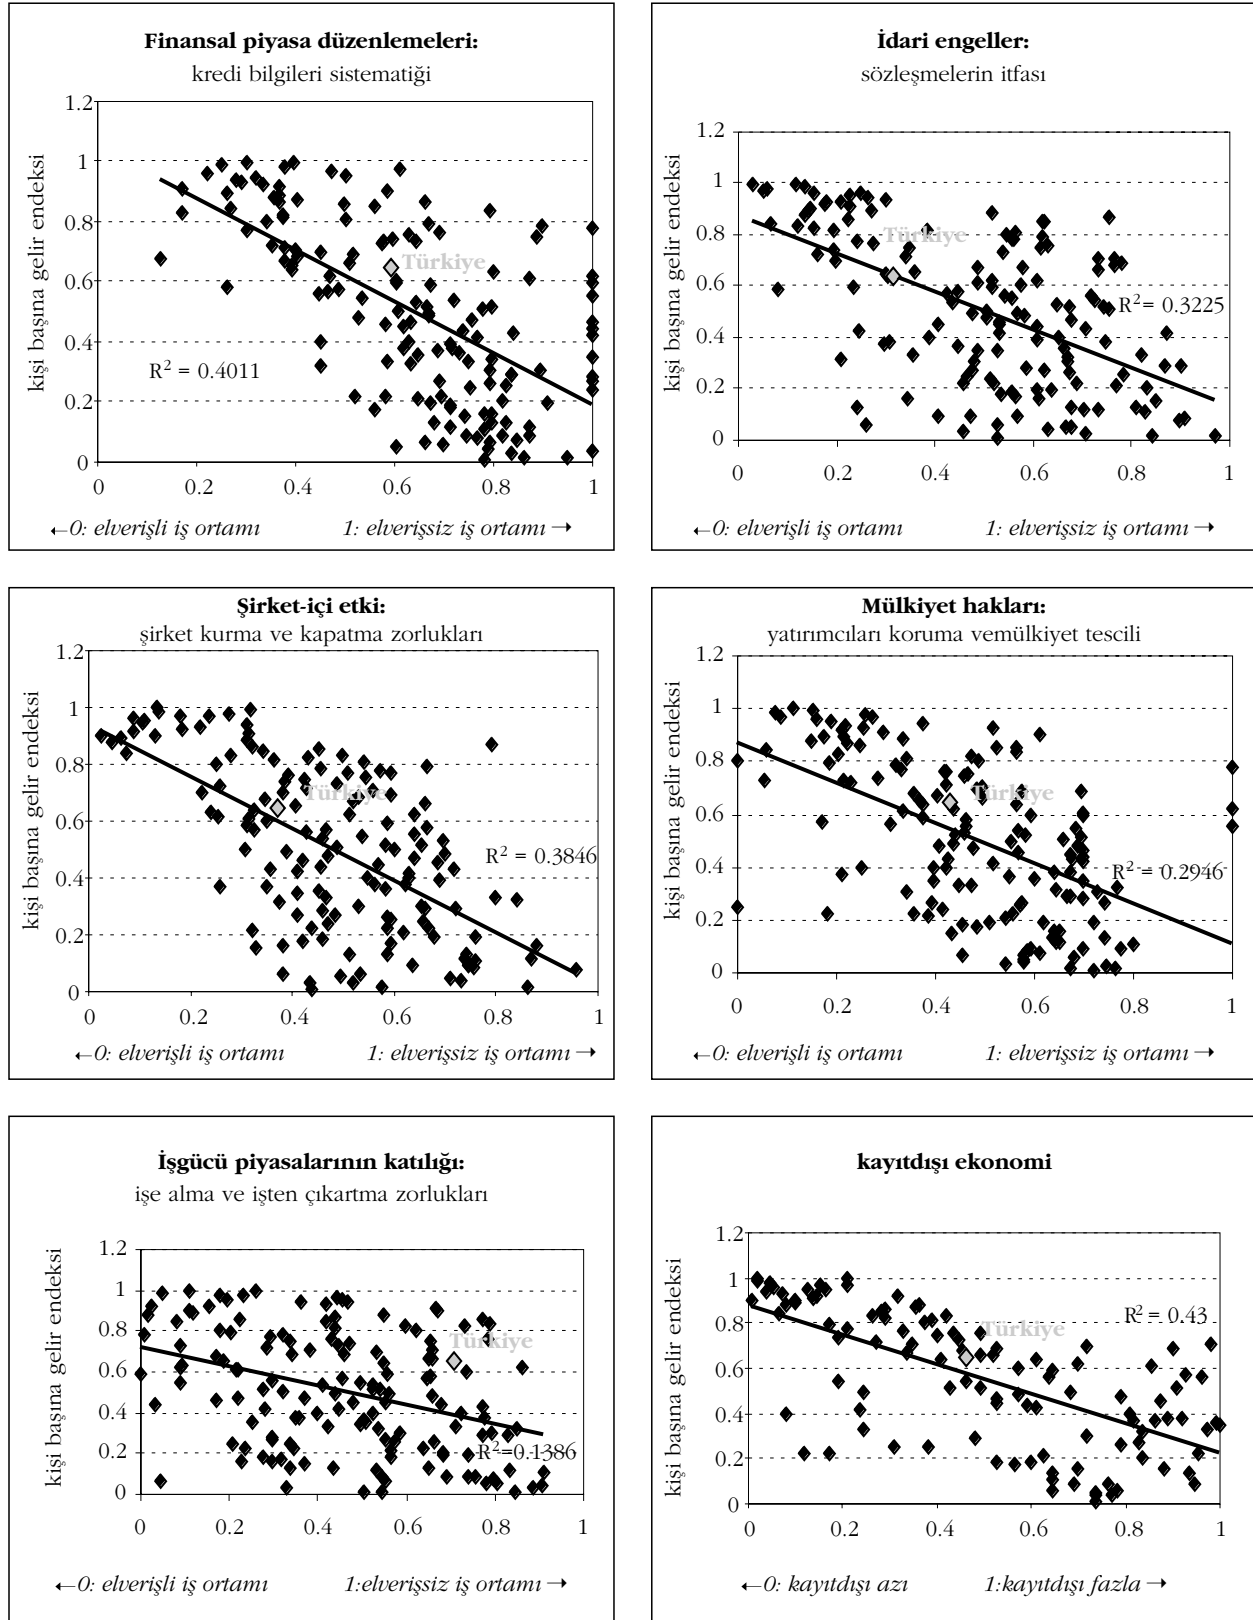 Finansal piyasa düzenlemeleri:
kredi bilgileri sistematiği
kişi başına gelir endeksi
1.2
1
0.8
0.6
0.4
0.2
0
Türkiye
R² = 0.4011
0 0.2 0.4 0.6 0.8 1
←0: elverişli iş ortamı 1: elverişsiz iş ortamı →
İdari engeller:
sözleşmelerin itfası
kişi başına gelir endeksi
1.2
1
0.8
0.6
0.4
0.2
0
Türkiye
R²= 0.3225
0 0.2 0.4 0.6 0.8 1
←0: elverişli iş ortamı 1: elverişsiz iş ortamı →
Şirket-içi etki:
şirket kurma ve kapatma zorlukları
kişi başına gelir endeksi
1.2
1
0.8
0.6
0.4
0.2
0
Türkiye
R² = 0.3846
0 0.2 0.4 0.6 0.8 1
←0: elverişli iş ortamı 1: elverişsiz iş ortamı →
Mülkiyet hakları:
yatırımcıları koruma vemülkiyet tescili
kişi başına gelir endeksi
1.2
1
0.8
0.6
0.4
0.2
0
Türkiye
R² = 0.2946
0 0.2 0.4 0.6 0.8 1
←0: elverişli iş ortamı 1: elverişsiz iş ortamı →
İşgücü piyasalarının katılığı:
işe alma ve işten çıkartma zorlukları
kişi başına gelir endeksi
1.2
1
0.8
0.6
0.4
0.2
0
Türkiye
R²=0.1386
0 0.2 0.4 0.6 0.8 1
←0: elverişli iş ortamı 1:elverişsiz iş ortamı →
kayıtdışı ekonomi
kişi başına gelir endeksi
1.2
1
0.8
0.6
0.4
0.2
0
R² = 0.43
Türkiye
0 0.2 0.4 0.6 0.8 1
←0: kayıtdışı azı 1:kayıtdışı fazla →